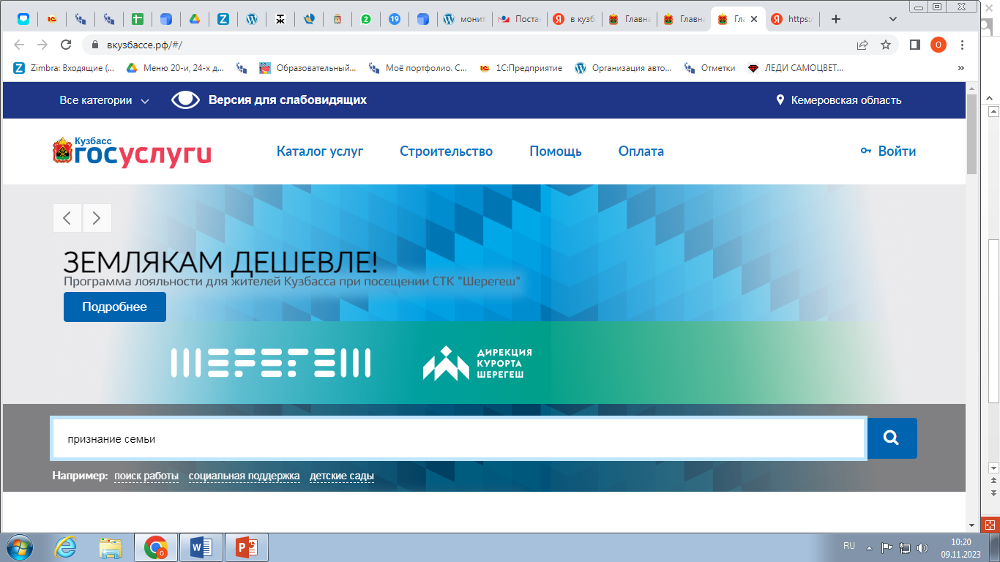 монит
Постан
в кузб
Главна
Главна
Гла
https:/
вкузбассе.рф/#/
О
Zimbra: Входящие (...
Меню 20-и, 24-х д...
Образовательный...
Моё портфолио. С...
1С:Предприятие
Организация авто...
Отметки
ЛЕДИ САМОЦВЕТ...
»
Все категории
Версия для слабовидящих
Кемеровская область
Кузбасс
госуслуги
Каталог услуг
Строительство
Помощь
Оплата
Войти
ЗЕМЛЯКАМ ДЕШЕВЛЕ!
Программа лояльности для жителей Кузбасса при посещении СТК "Шерегеш"
Подробнее
ШЕРЕГЕШ
ДИРЕКЦИЯ
КУРОРТА
ШЕРЕГЕШ
признание семьи
Например: поиск работы социальная поддержка детские сады
RU
10:20
09.11.2023